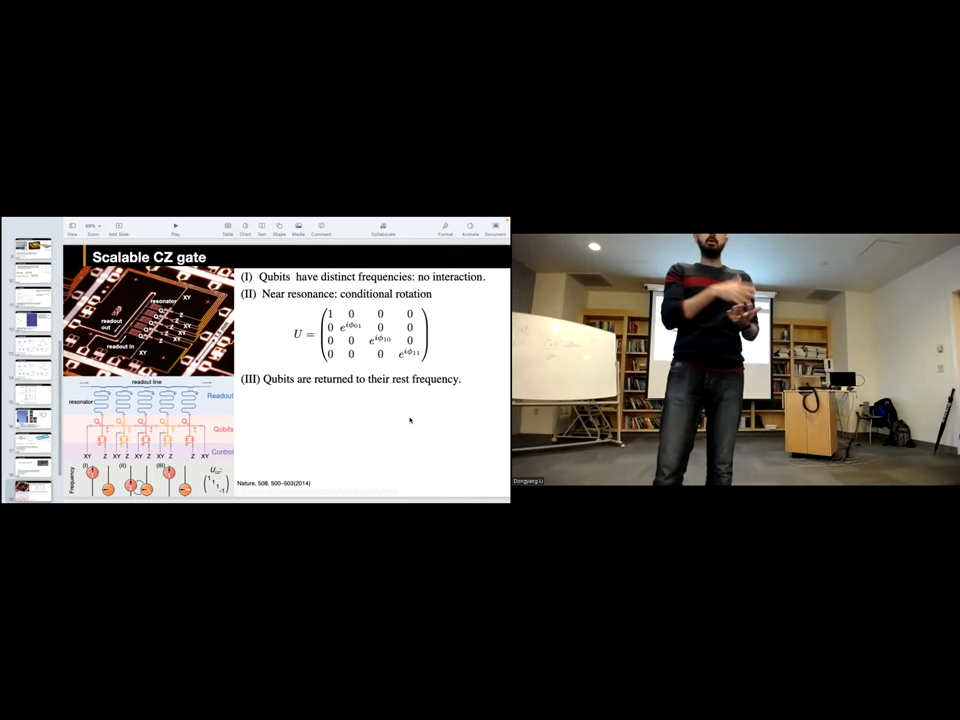 View Zoom Add Slide Play Table Chart Text Shape Media Comment Collaborate Format Animate Document
69%
Scalable CZ gate
(I) Qubits have distinct frequencies: no interaction.
(II) Near resonance: conditional rotation
U =
1 0 0 0
0 e^{iϕ01} 0 0
0 0 e^{iϕ10} 0
0 0 0 e^{iϕ11}
(III) Qubits are returned to their rest frequency.
Nature, 508, 500–503(2014)
resonator
XY
readout out
readout in
XY
readout line
resonator
Readout
Qubits
Control
XY Z XY Z XY Z XY Z Z XY
Frequency
(I) (II) (III)
Dongyang Li